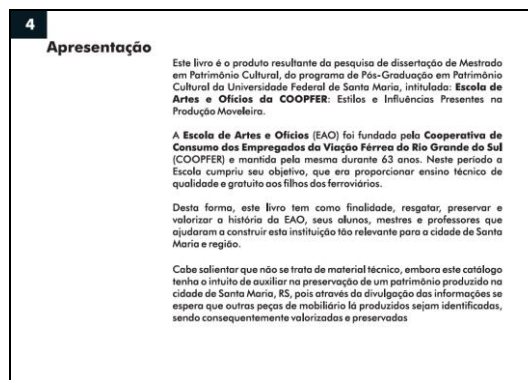 4
Apresentação
Este livro é o produto resultante da pesquisa de dissertação de Mestrado
em Patrimônio Cultural, do programa de Pós-Graduação em Patrimônio
Cultural da Universidade Federal de Santa Maria, intitulada: Escola de
Artes e Ofícios da COOPFER: Estilos e Influências Presentes na
Produção Moveleira.
A Escola de Artes e Ofícios (EAO) foi fundada pela Cooperativa de
Consumo dos Empregados da Viação Férrea do Rio Grande do Sul
(COOPFER) e mantida pela mesma durante 63 anos. Neste período a
Escola cumpriu seu objetivo, que era proporcionar ensino técnico de
qualidade e gratuito aos filhos dos ferroviários.
Desta forma, este livro tem como finalidade, resgatar, preservar e
valorizar a história da EAO, seus alunos, mestres e professores que
ajudaram a construir esta instituição tão relevante para a cidade de Santa
Maria e região.
Cabe salientar que não se trata de material técnico, embora este catálogo
tenha o intuito de auxiliar na preservação de um patrimônio produzido na
cidade de Santa Maria, RS, pois através da divulgação das informações se
espera que outras peças de mobiliário lá produzidos sejam identificadas,
sendo consequentemente valorizadas e preservadas